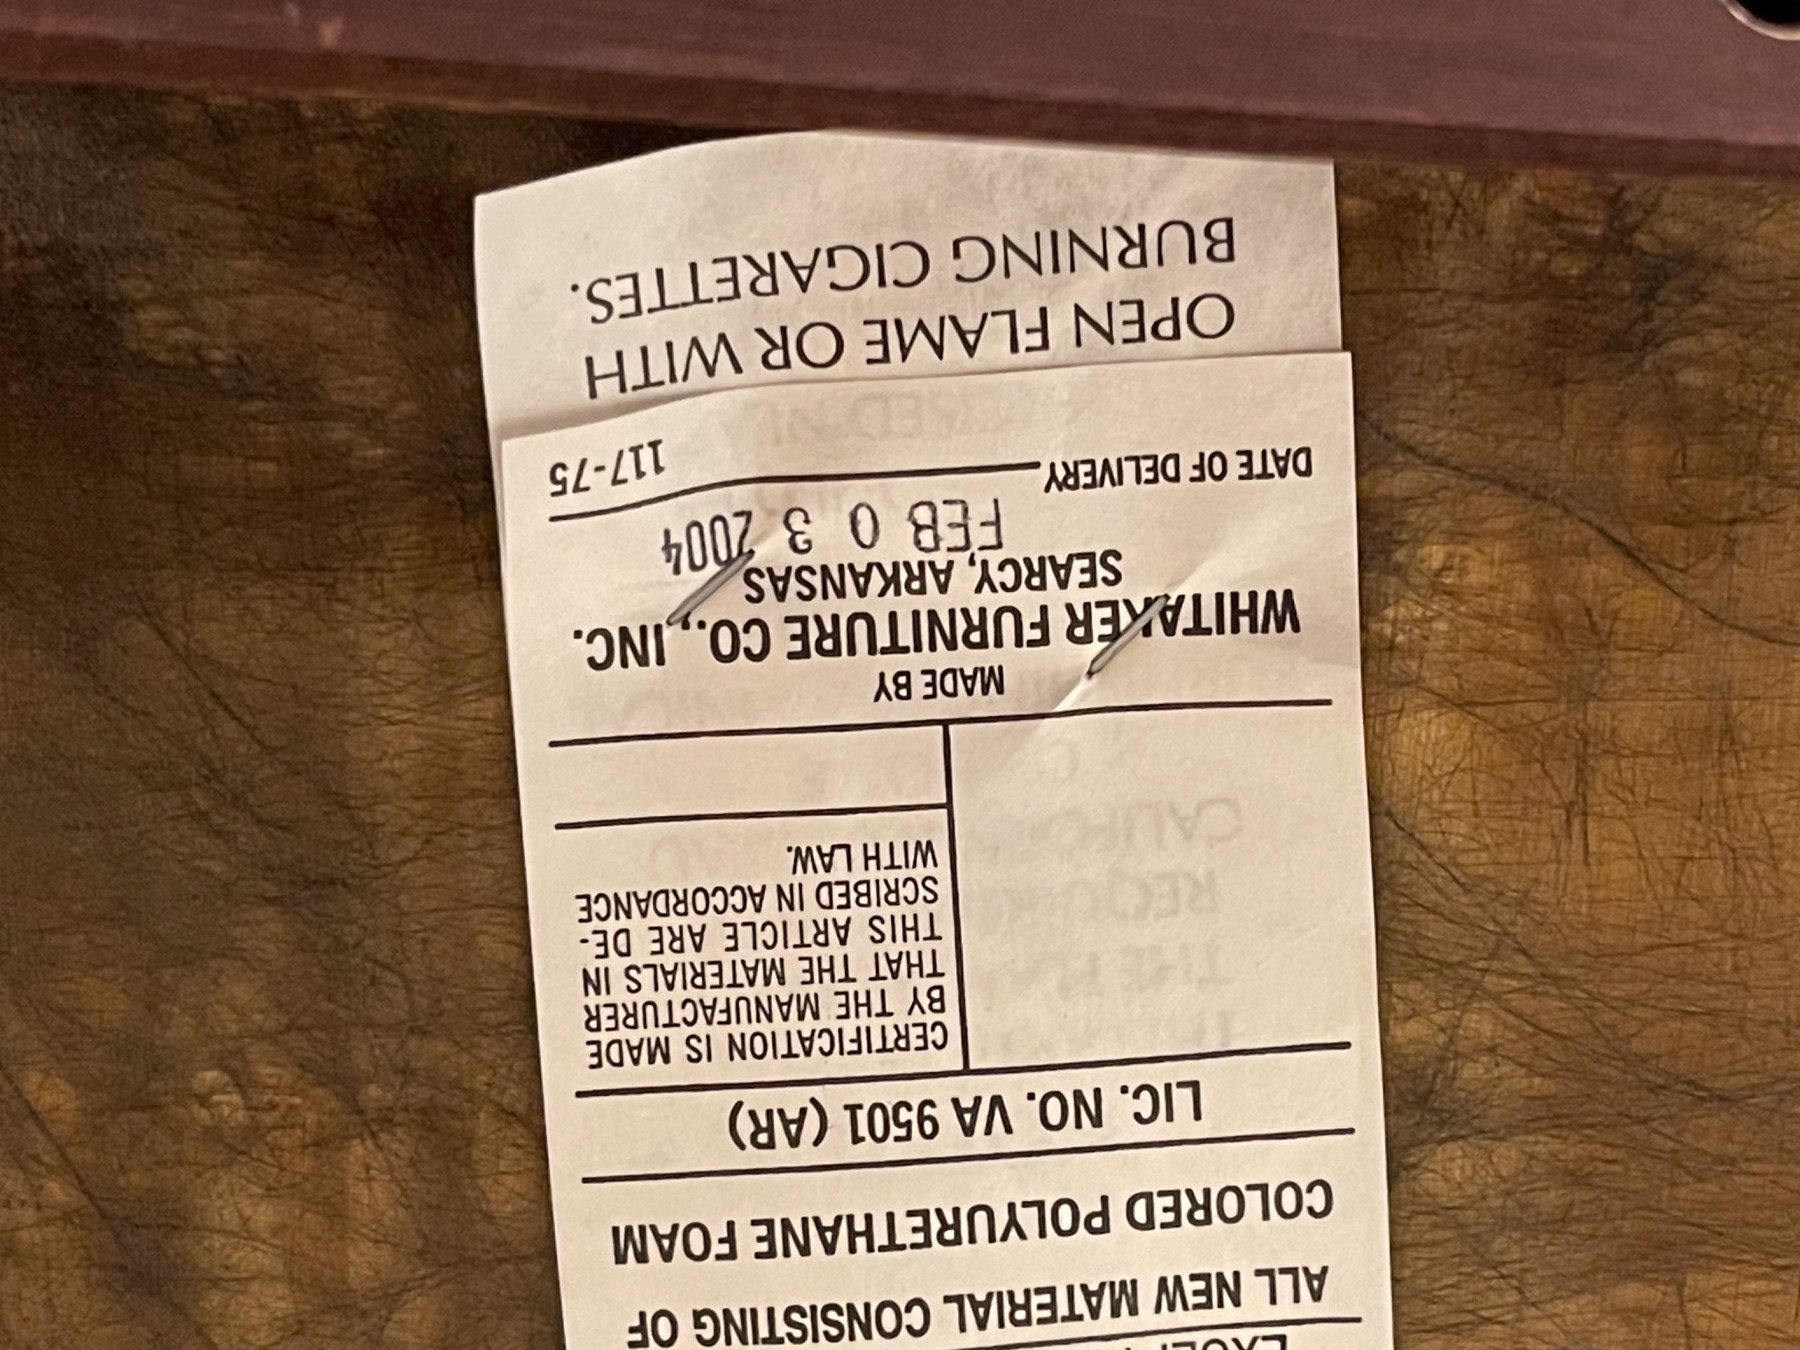 ALL NEW MATERIAL CONSISTING OF
COLORED POLYURETHANE FOAM
LIC. NO. VA 9501 (AR)
CERTIFICATION IS MADE
BY THE MANUFACTURER
THAT THE MATERIALS IN
THIS ARTICLE ARE DE-
SCRIBED IN ACCORDANCE
WITH LAW.
MADE BY
WHITAKER FURNITURE CO., INC.
SEARCY, ARKANSAS
FEB 0 3 2004
DATE OF DELIVERY 117-75
OPEN FLAME OR WITH
BURNING CIGARETTES.